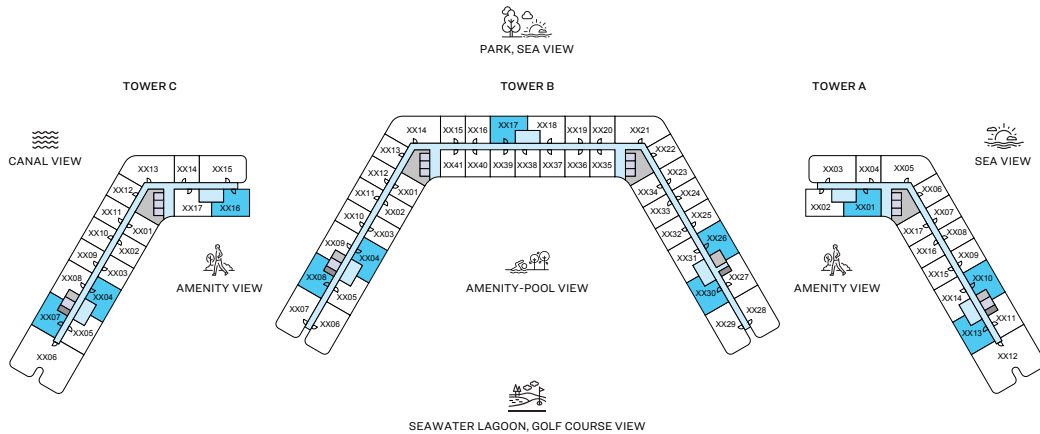 PARK, SEA VIEW
TOWER C
TOWER B
TOWER A
CANAL VIEW
SEA VIEW
XX13
XX14
XX15
XX12
XX11
XX10
XX09
XX08
XX07
XX06
XX17
XX16
XX01
XX02
XX03
XX04
XX05
AMENITY VIEW
XX14
XX15
XX16
XX17
XX18
XX19
XX20
XX21
XX13
XX12
XX11
XX10
XX09
XX08
XX07
XX06
XX41
XX40
XX39
XX38
XX37
XX36
XX35
XX01
XX02
XX03
XX04
XX05
XX22
XX23
XX24
XX25
XX26
XX27
XX28
XX34
XX33
XX32
XX31
XX30
XX29
AMENITY-POOL VIEW
XX03
XX04
XX05
XX02
XX01
XX06
XX07
XX08
XX09
XX10
XX11
XX12
XX17
XX16
XX15
XX14
XX13
AMENITY VIEW
SEAWATER LAGOON, GOLF COURSE VIEW